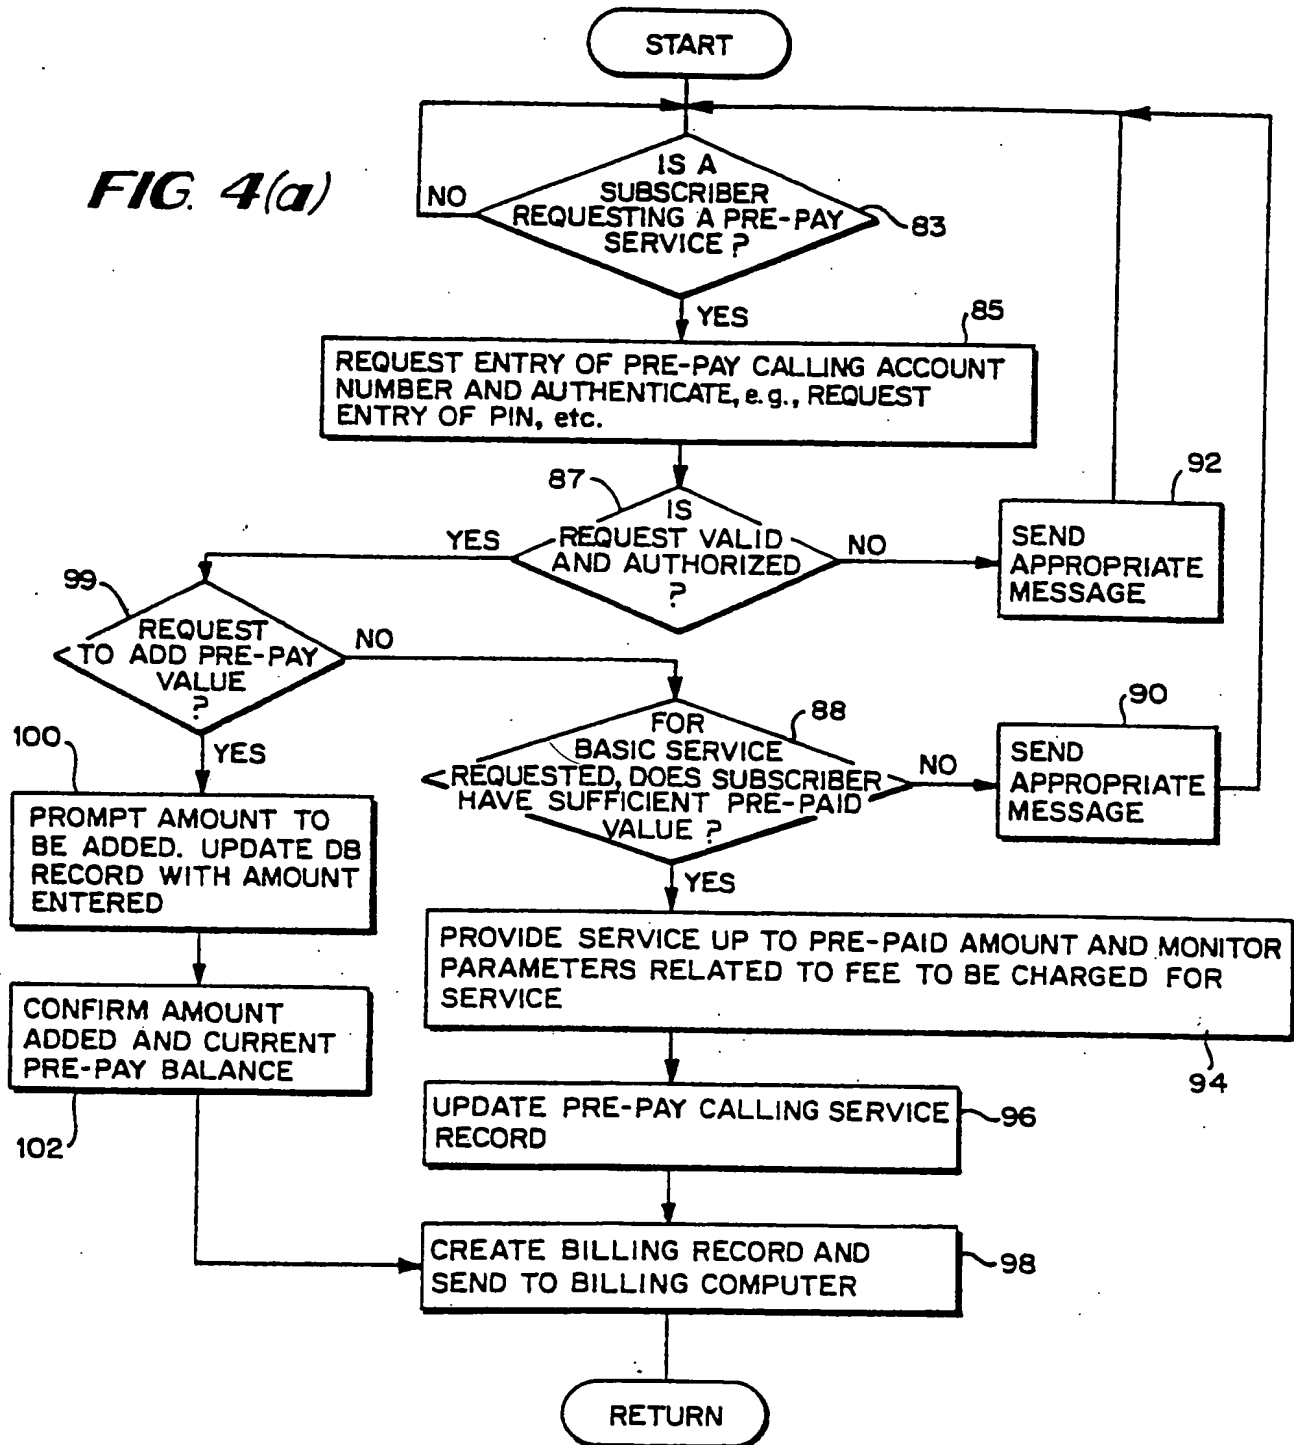 START
FIG. 4(a)
IS A
SUBSCRIBER
REQUESTING A PRE-PAY
SERVICE ?
NO
83
YES
85
REQUEST ENTRY OF PRE-PAY CALLING ACCOUNT
NUMBER AND AUTHENTICATE, e.g., REQUEST
ENTRY OF PIN, etc.
87
IS
REQUEST VALID
AND AUTHORIZED
?
YES
NO
92
SEND
APPROPRIATE
MESSAGE
99
REQUEST
TO ADD PRE-PAY
VALUE
?
NO
YES
88
FOR
BASIC SERVICE
REQUESTED, DOES SUBSCRIBER
HAVE SUFFICIENT PRE-PAID
VALUE ?
NO
90
SEND
APPROPRIATE
MESSAGE
100
PROMPT AMOUNT TO
BE ADDED. UPDATE DB
RECORD WITH AMOUNT
ENTERED
YES
PROVIDE SERVICE UP TO PRE-PAID AMOUNT AND MONITOR
PARAMETERS RELATED TO FEE TO BE CHARGED FOR
SERVICE
94
CONFIRM AMOUNT
ADDED AND CURRENT
PRE-PAY BALANCE
102
UPDATE PRE-PAY CALLING SERVICE
RECORD
96
CREATE BILLING RECORD AND
SEND TO BILLING COMPUTER
98
RETURN